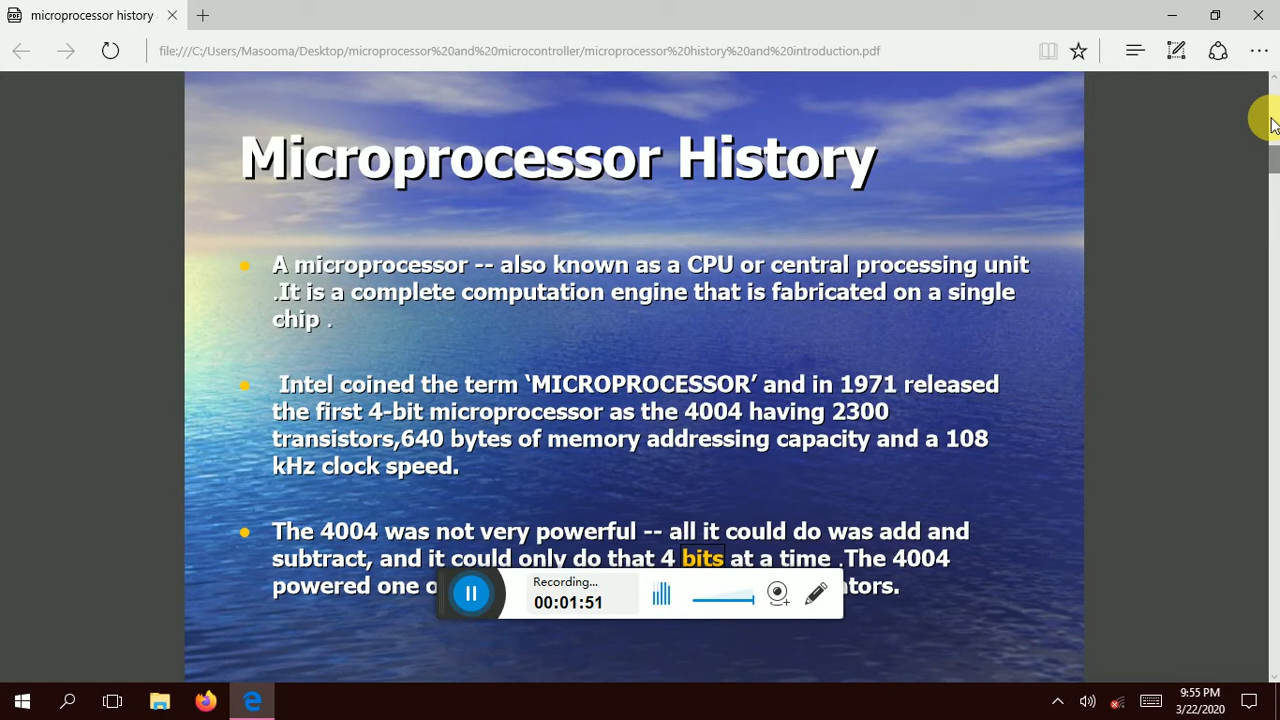 microprocessor history
file:///C:/Users/Masooma/Desktop/microprocessor%20and%20microcontroller/microprocessor%20history%20and%20introduction.pdf
Microprocessor History
A microprocessor -- also known as a CPU or central processing unit
.It is a complete computation engine that is fabricated on a single
chip .
Intel coined the term ‘MICROPROCESSOR’ and in 1971 released
the first 4-bit microprocessor as the 4004 having 2300
transistors,640 bytes of memory addressing capacity and a 108
kHz clock speed.
The 4004 was not very powerful -- all it could do was add and
subtract, and it could only do that 4 bits at a time .The 4004
powered one
Recording...
00:01:51
9:55 PM
3/22/2020